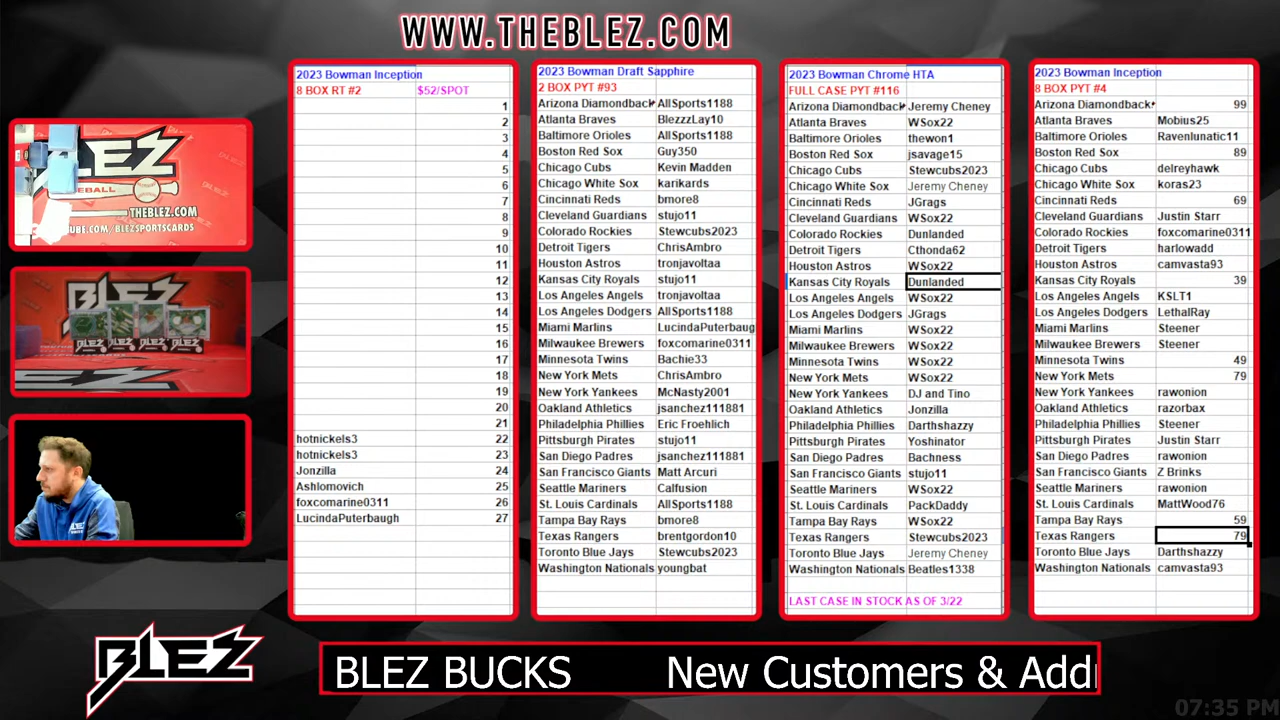 WWW.THEBLEZ.COM
BLEZ
THEBLEZ.COM
BLEZ
BLEZ
BLEZ
2023 Bowman Inception
8 BOX RT #2 $52/SPOT
1
2
3
4
5
6
7
8
9
10
11
12
13
14
15
16
17
18
19
20
21
hotnickels3 22
hotnickels3 23
Jonzilla 24
Ashlomovich 25
foxcomarine0311 26
LucindaPuterbaugh 27
2023 Bowman Draft Sapphire
2 BOX PYT #93
Arizona Diamondback AllSports1188
Atlanta Braves BlezzzLay10
Baltimore Orioles AllSports1188
Boston Red Sox Guy350
Chicago Cubs Kevin Madden
Chicago White Sox karikards
Cincinnati Reds bmore8
Cleveland Guardians stujo11
Colorado Rockies Stewcubs2023
Detroit Tigers ChrisAmbro
Houston Astros tronjavoltaa
Kansas City Royals stujo11
Los Angeles Angels tronjavoltaa
Los Angeles Dodgers AllSports1188
Miami Marlins LucindaPuterbaug
Milwaukee Brewers foxcomarine0311
Minnesota Twins Bachie33
New York Mets ChrisAmbro
New York Yankees McNasty2001
Oakland Athletics jsanchez111881
Philadelphia Phillies Eric Froehlich
Pittsburgh Pirates stujo11
San Diego Padres jsanchez111881
San Francisco Giants Matt Arcuri
Seattle Mariners Calfusion
St. Louis Cardinals AllSports1188
Tampa Bay Rays bmore8
Texas Rangers brentgordon10
Toronto Blue Jays Stewcubs2023
Washington Nationals youngbat
2023 Bowman Chrome HTA
FULL CASE PYT #116
Arizona Diamondback Jeremy Cheney
Atlanta Braves WSox22
Baltimore Orioles thewon1
Boston Red Sox jsavage15
Chicago Cubs Stewcubs2023
Chicago White Sox Jeremy Cheney
Cincinnati Reds JGrags
Cleveland Guardians WSox22
Colorado Rockies Dunlanded
Detroit Tigers Cthonda62
Houston Astros WSox22
Kansas City Royals Dunlanded
Los Angeles Angels WSox22
Los Angeles Dodgers JGrags
Miami Marlins WSox22
Milwaukee Brewers WSox22
Minnesota Twins WSox22
New York Mets WSox22
New York Yankees DJ and Tino
Oakland Athletics Jonzilla
Philadelphia Phillies Darthshazzy
Pittsburgh Pirates Yoshinator
San Diego Padres Bachness
San Francisco Giants stujo11
Seattle Mariners WSox22
St. Louis Cardinals PackDaddy
Tampa Bay Rays WSox22
Texas Rangers Stewcubs2023
Toronto Blue Jays Jeremy Cheney
Washington Nationals Beatles1338
LAST CASE IN STOCK AS OF 3/22
2023 Bowman Inception
8 BOX PYT #4
Arizona Diamondback 99
Atlanta Braves Mobius25
Baltimore Orioles Ravenlunatic11
Boston Red Sox 89
Chicago Cubs delreyhawk
Chicago White Sox koras23
Cincinnati Reds 69
Cleveland Guardians Justin Starr
Colorado Rockies foxcomarine0311
Detroit Tigers harlowadd
Houston Astros camvasta93
Kansas City Royals 39
Los Angeles Angels KSLT1
Los Angeles Dodgers LethalRay
Miami Marlins Steener
Milwaukee Brewers Steener
Minnesota Twins 49
New York Mets 79
New York Yankees rawonion
Oakland Athletics razorbax
Philadelphia Phillies Steener
Pittsburgh Pirates Justin Starr
San Diego Padres rawonion
San Francisco Giants Z Brinks
Seattle Mariners rawonion
St. Louis Cardinals MattWood76
Tampa Bay Rays 59
Texas Rangers 79
Toronto Blue Jays Darthshazzy
Washington Nationals camvasta93
BLEZ BUCKS New Customers & Add
07:35 PM